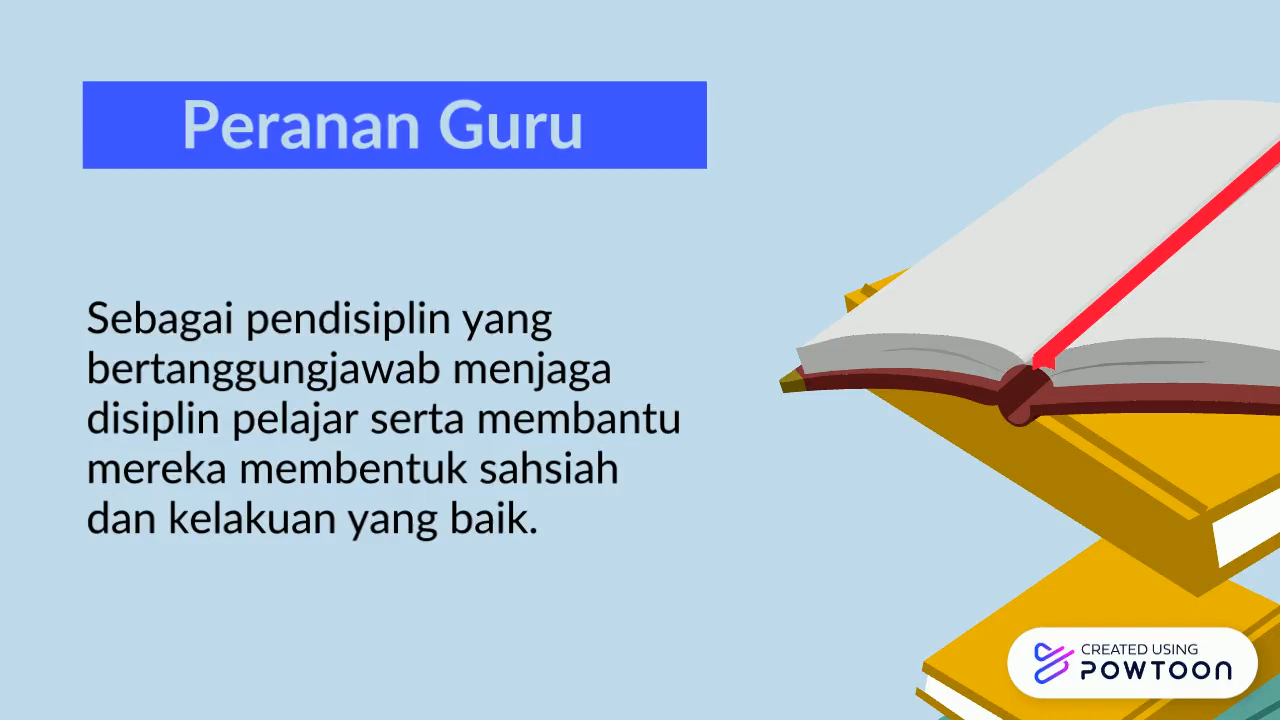 Peranan Guru
Sebagai pendisiplin yang
bertanggungjawab menjaga
disiplin pelajar serta membantu
mereka membentuk sahsiah
dan kelakuan yang baik.
CREATED USING
POWTOON